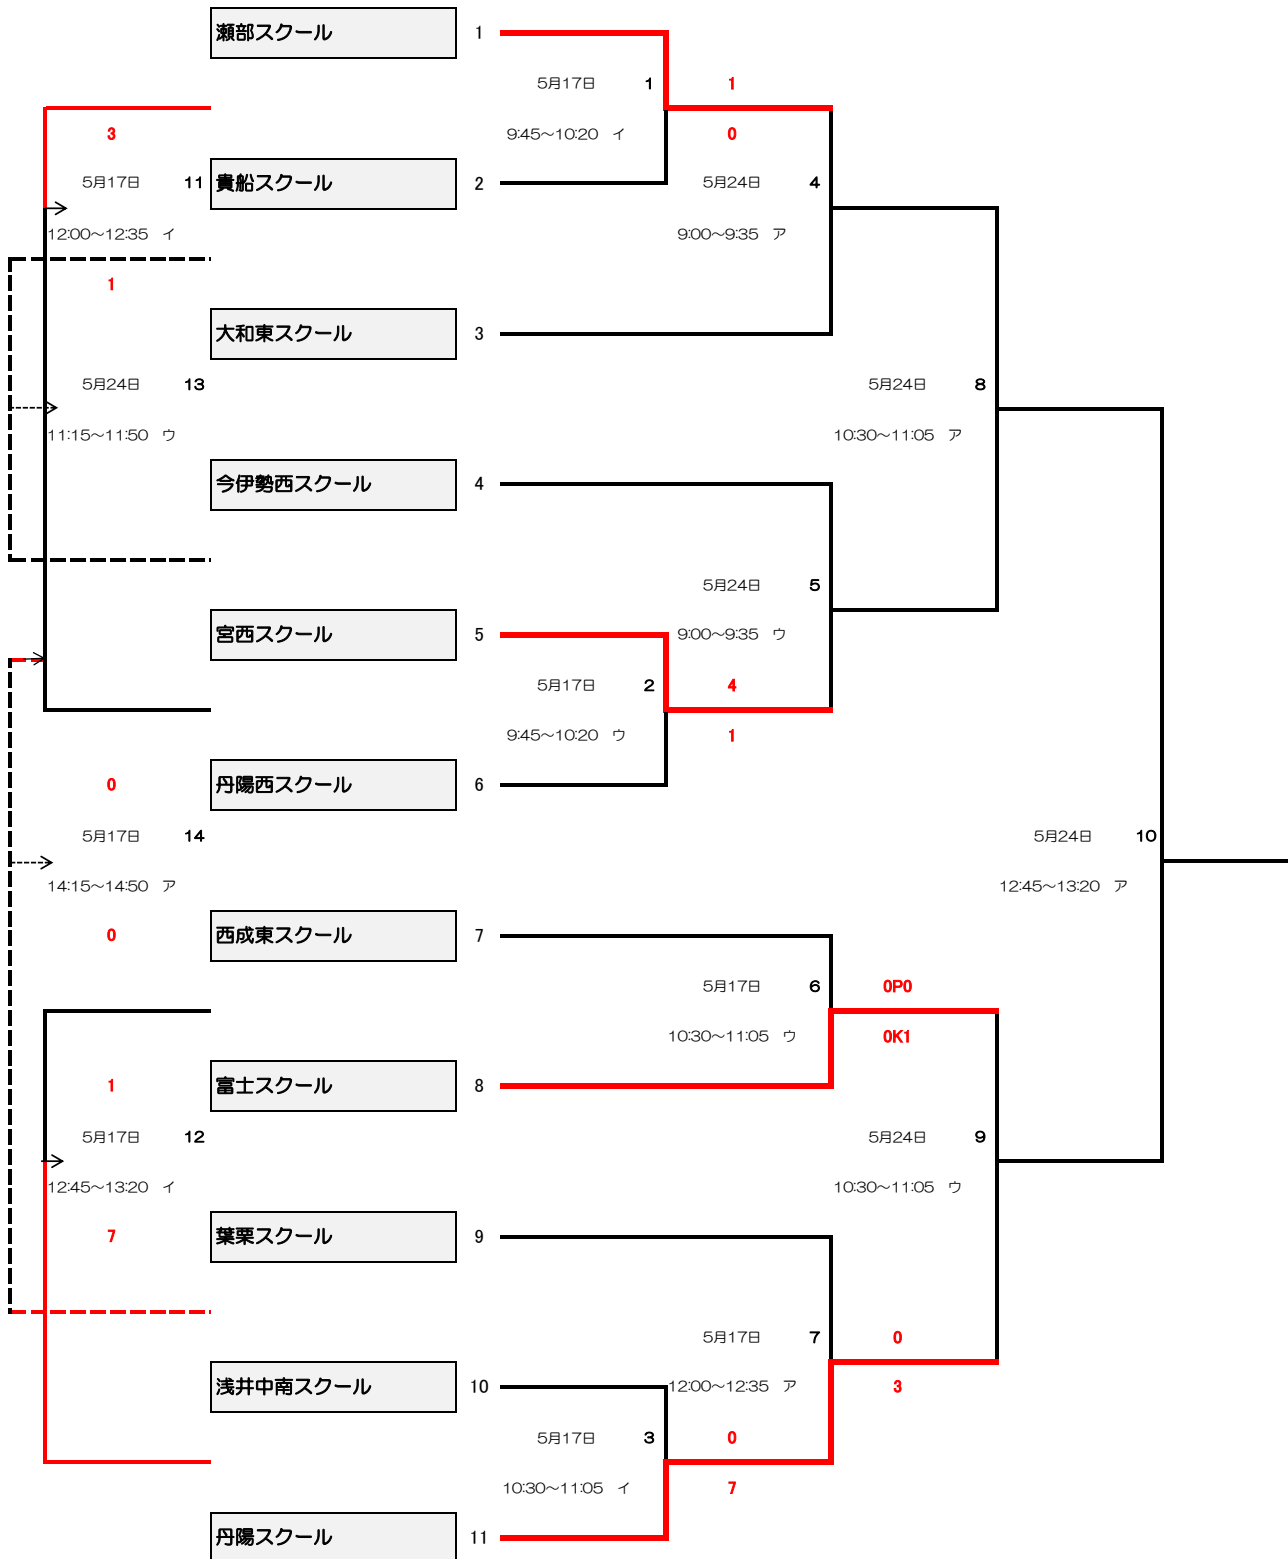 瀬部スクール 1
5月17日 1 1
3 9:45～10:20 イ 0
5月17日 11 貴船スクール 2 5月24日 4
12:00～12:35 イ 9:00～9:35 ア
1
大和東スクール 3
5月24日 13 5月24日 8
11:15～11:50 ウ 10:30～11:05 ア
今伊勢西スクール 4
5月24日 5
宮西スクール 5 9:00～9:35 ウ
5月17日 2 4
9:45～10:20 ウ 1
0 丹陽西スクール 6
5月17日 14 5月24日 10
14:15～14:50 ア 12:45～13:20 ア
0 西成東スクール 7
5月17日 6 0P0
10:30～11:05 ウ 0K1
1 富士スクール 8
5月17日 12 5月24日 9
12:45～13:20 イ 10:30～11:05 ウ
7 葉栗スクール 9
5月17日 7 0
浅井中南スクール 10 12:00～12:35 ア 3
5月17日 3 0
10:30～11:05 イ 7
丹陽スクール 11